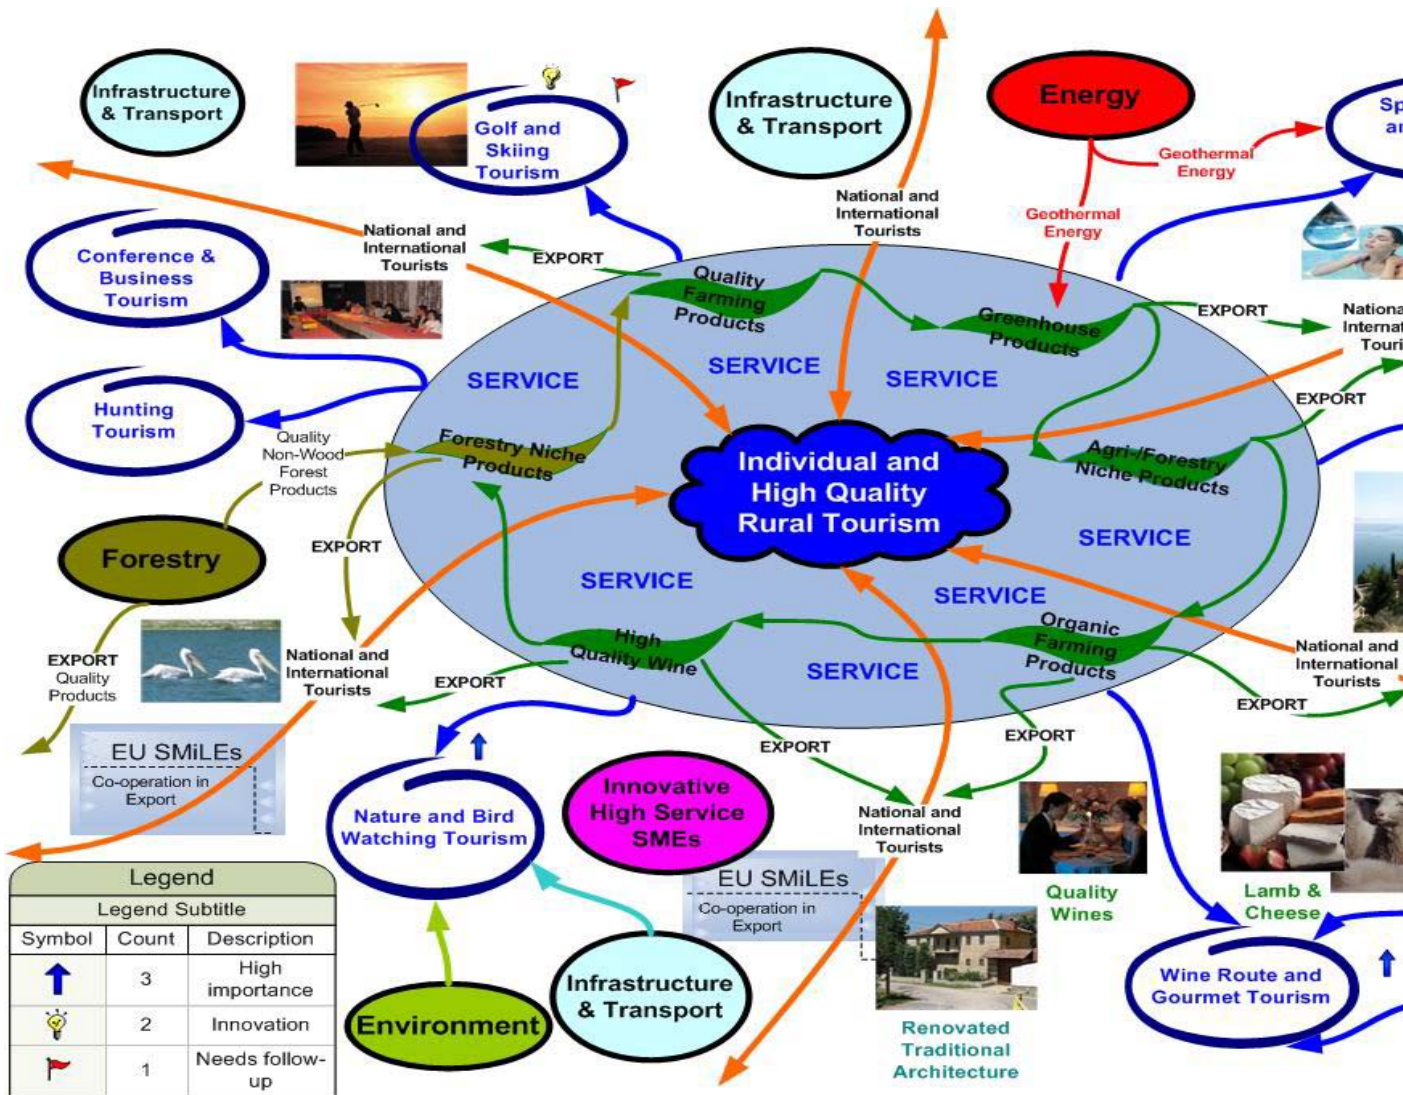 Infrastructure
& Transport
Golf and
Skiing
Tourism
Infrastructure
& Transport
Energy
Sp
an
Geothermal
Energy
Geothermal
Energy
National and
International
Tourists
National and
International
Tourists
Conference &
Business
Tourism
EXPORT
Quality
Farming
Products
Greenhouse
Products
EXPORT
Nationa
Internat
Touri
SERVICE
SERVICE
SERVICE
EXPORT
Hunting
Tourism
Quality
Non-Wood
Forest
Products
Forestry Niche
Products
Individual and
High Quality
Rural Tourism
Agri-/Forestry
Niche Products
Forestry
EXPORT
SERVICE
SERVICE
SERVICE
SERVICE
High
Quality Wine
Organic
Farming
Products
EXPORT
Quality
Products
National and
International
Tourists
EXPORT
National and
International
Tourists
EXPORT
EXPORT
EXPORT
EU SMiLEs
Co-operation in
Export
Nature and Bird
Watching Tourism
Innovative
High Service
SMEs
National and
International
Tourists
EU SMiLEs
Co-operation in
Export
Quality
Wines
Lamb &
Cheese
Wine Route and
Gourmet Tourism
Renovated
Traditional
Architecture
Environment
Infrastructure
& Transport
Legend
Legend Subtitle
Symbol Count Description
3 High
importance
2 Innovation
1 Needs follow-
up